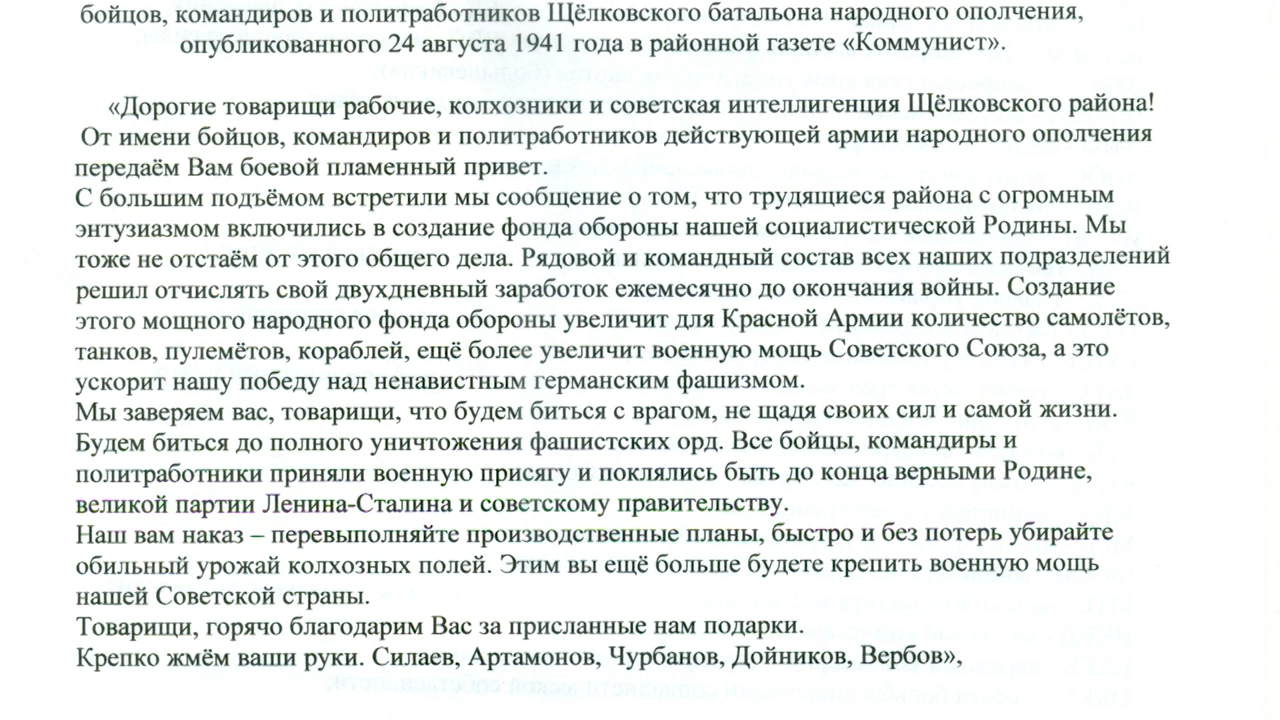 бойцов, командиров и политработников Щёлковского батальона народного ополчения,
опубликованного 24 августа 1941 года в районной газете «Коммунист».
«Дорогие товарищи рабочие, колхозники и советская интеллигенция Щёлковского района!
От имени бойцов, командиров и политработников действующей армии народного ополчения
передаём Вам боевой пламенный привет.
С большим подъёмом встретили мы сообщение о том, что трудящиеся района с огромным
энтузиазмом включились в создание фонда обороны нашей социалистической Родины. Мы
тоже не отстаём от этого общего дела. Рядовой и командный состав всех наших подразделений
решил отчислять свой двухдневный заработок ежемесячно до окончания войны. Создание
этого мощного народного фонда обороны увеличит для Красной Армии количество самолётов,
танков, пулемётов, кораблей, ещё более увеличит военную мощь Советского Союза, а это
ускорит нашу победу над ненавистным германским фашизмом.
Мы заверяем вас, товарищи, что будем биться с врагом, не щадя своих сил и самой жизни.
Будем биться до полного уничтожения фашистских орд. Все бойцы, командиры и
политработники приняли военную присягу и поклялись быть до конца верными Родине,
великой партии Ленина-Сталина и советскому правительству.
Наш вам наказ – перевыполняйте производственные планы, быстро и без потерь убирайте
обильный урожай колхозных полей. Этим вы ещё больше будете крепить военную мощь
нашей Советской страны.
Товарищи, горячо благодарим Вас за присланные нам подарки.
Крепко жмём ваши руки. Силаев, Артамонов, Чурбанов, Дойников, Вербов»,